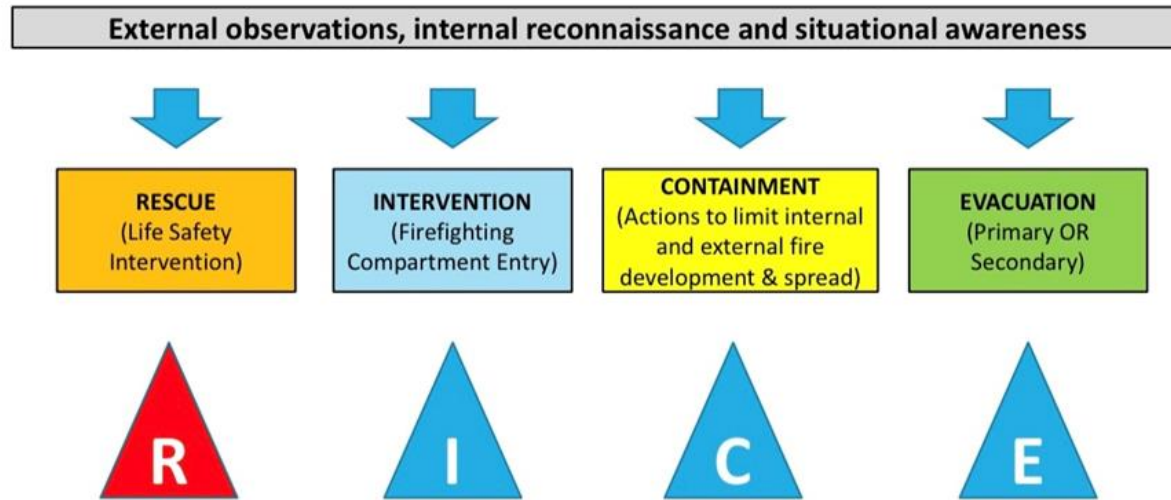 External observations, internal reconnaissance and situational awareness
RESCUE
(Life Safety
Intervention)
INTERVENTION
(Firefighting
Compartment Entry)
CONTAINMENT
(Actions to limit internal
and external fire
development & spread)
EVACUATION
(Primary OR
Secondary)
R
I
C
E